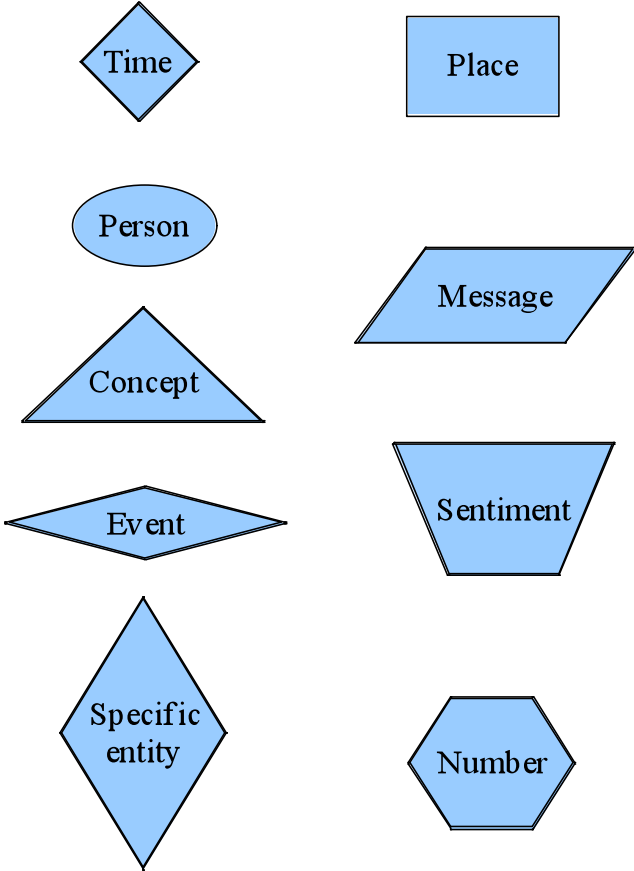 Time
Place
Person
Message
Concept
Sentiment
Event
Specific
entity
Number